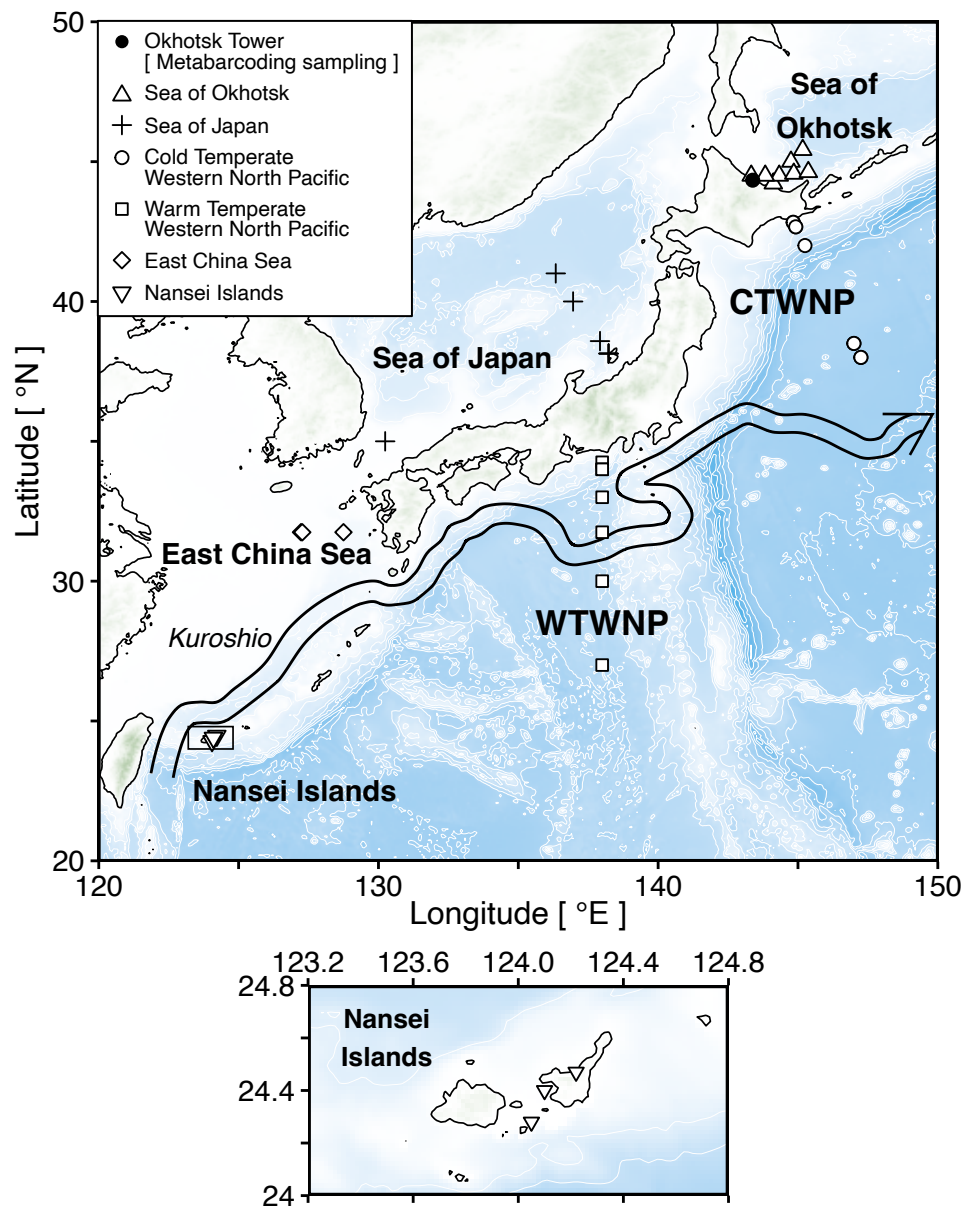 50
40
30
20
Latitude [ °N ]
Okhotsk Tower
[ Metabarcoding sampling ]
Sea of Okhotsk
Sea of Japan
Cold Temperate
Western North Pacific
Warm Temperate
Western North Pacific
East China Sea
Nansei Islands
Sea of
Okhotsk
CTWNP
Sea of Japan
East China Sea
WTWNP
Kuroshio
Nansei Islands
120
130
140
150
Longitude [ °E ]
123.2
123.6
124.0
124.4
124.8
24.8
24.4
24
Nansei
Islands